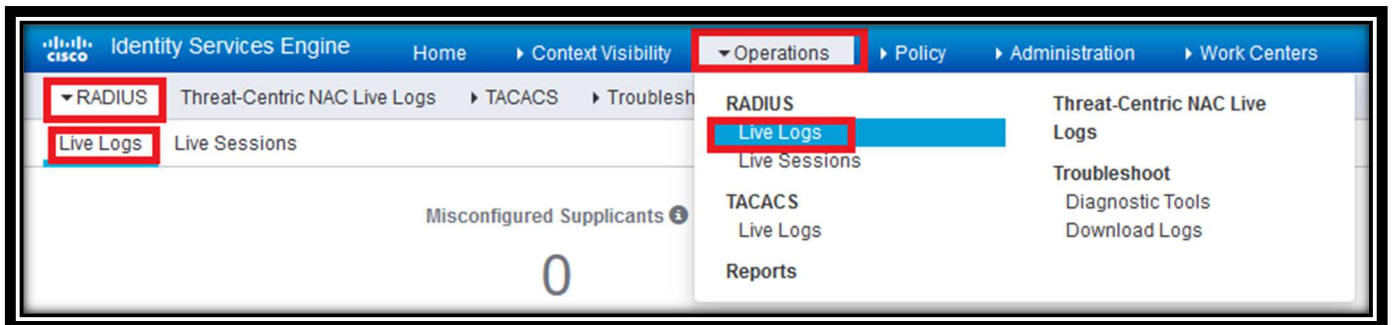 cisco Identity Services Engine Home Context Visibility Operations Policy Administration Work Centers
RADIUS Threat-Centric NAC Live Logs TACACS Troublesh
Live Logs Live Sessions
Misconfigured Supplicants
0
RADIUS
Live Logs
Live Sessions
TACACS
Live Logs
Reports
Threat-Centric NAC Live
Logs
Troubleshoot
Diagnostic Tools
Download Logs